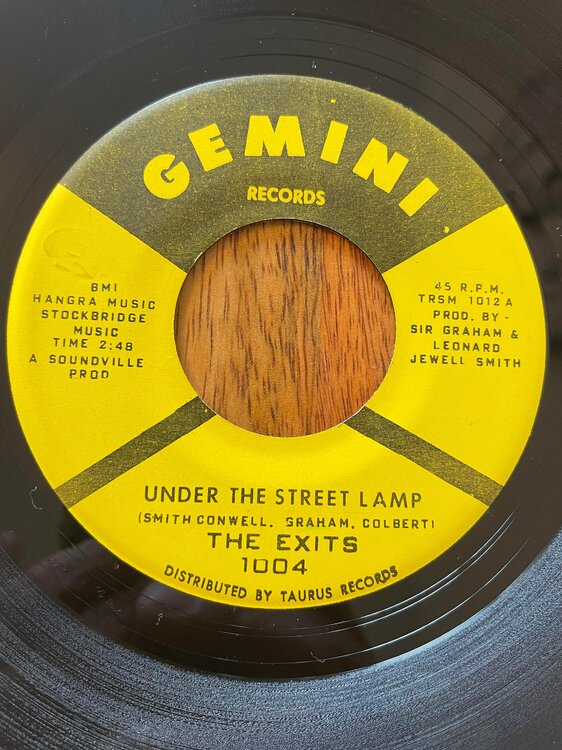 GEMINI
RECORDS
BMI
HANGRA MUSIC
STOCKBRIDGE
MUSIC
TIME 2:48
A SOUNDVILLE
PROD
45 R.P.M.
TRSM 1012 A
PROD. BY-
SIR GRAHAM &
LEONARD
JEWELL SMITH
UNDER THE STREET LAMP
(SMITH CONWELL. GRAHAM, COLBERT)
THE EXITS
1004
DISTRIBUTED BY TAURUS RECORDS